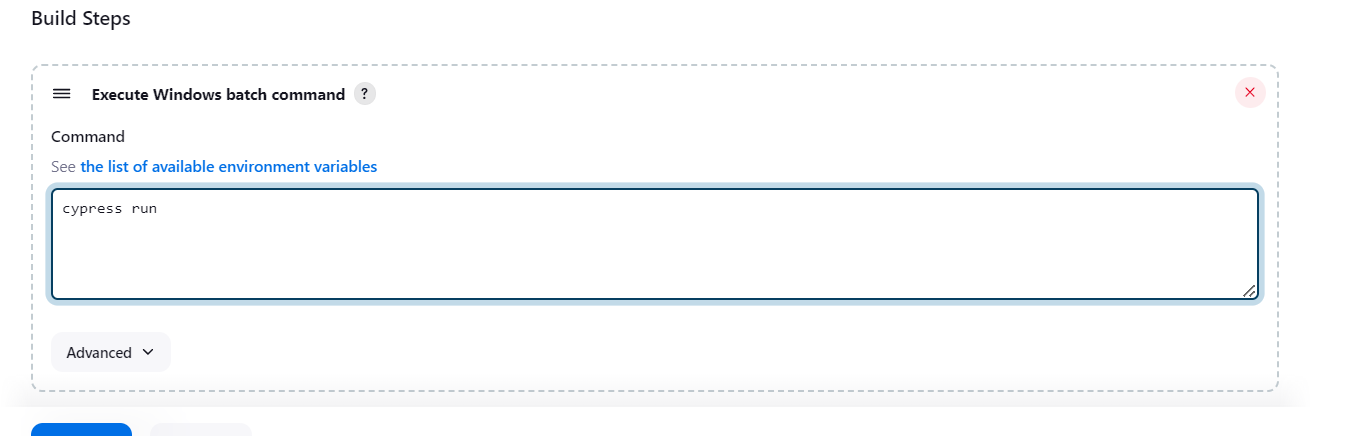 Build Steps
Execute Windows batch command ?
Command
See the list of available environment variables
cypress run
Advanced